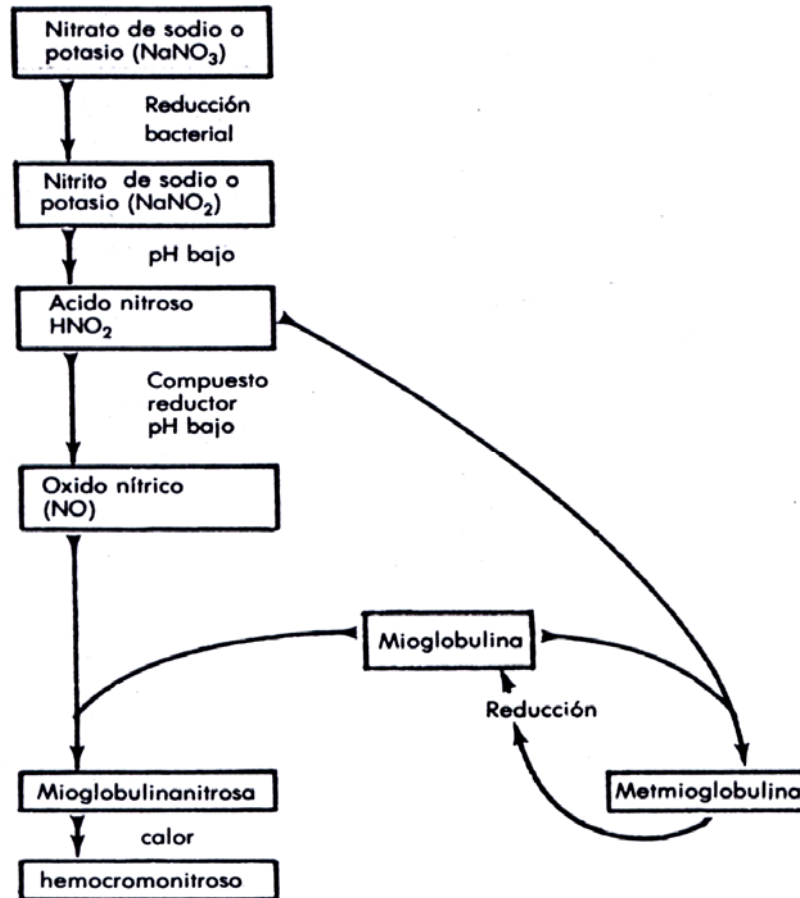 Nitrato de sodio o
potasio (NaNO₃)
Reducción
bacterial
Nitrito de sodio o
potasio (NaNO₂)
pH bajo
Acido nitroso
HNO₂
Compuesto
reductor
pH bajo
Oxido nítrico
(NO)
Mioglobulina
Reducción
Mioglobulinanitrosa
Metmioglobulina
calor
hemocromonitroso